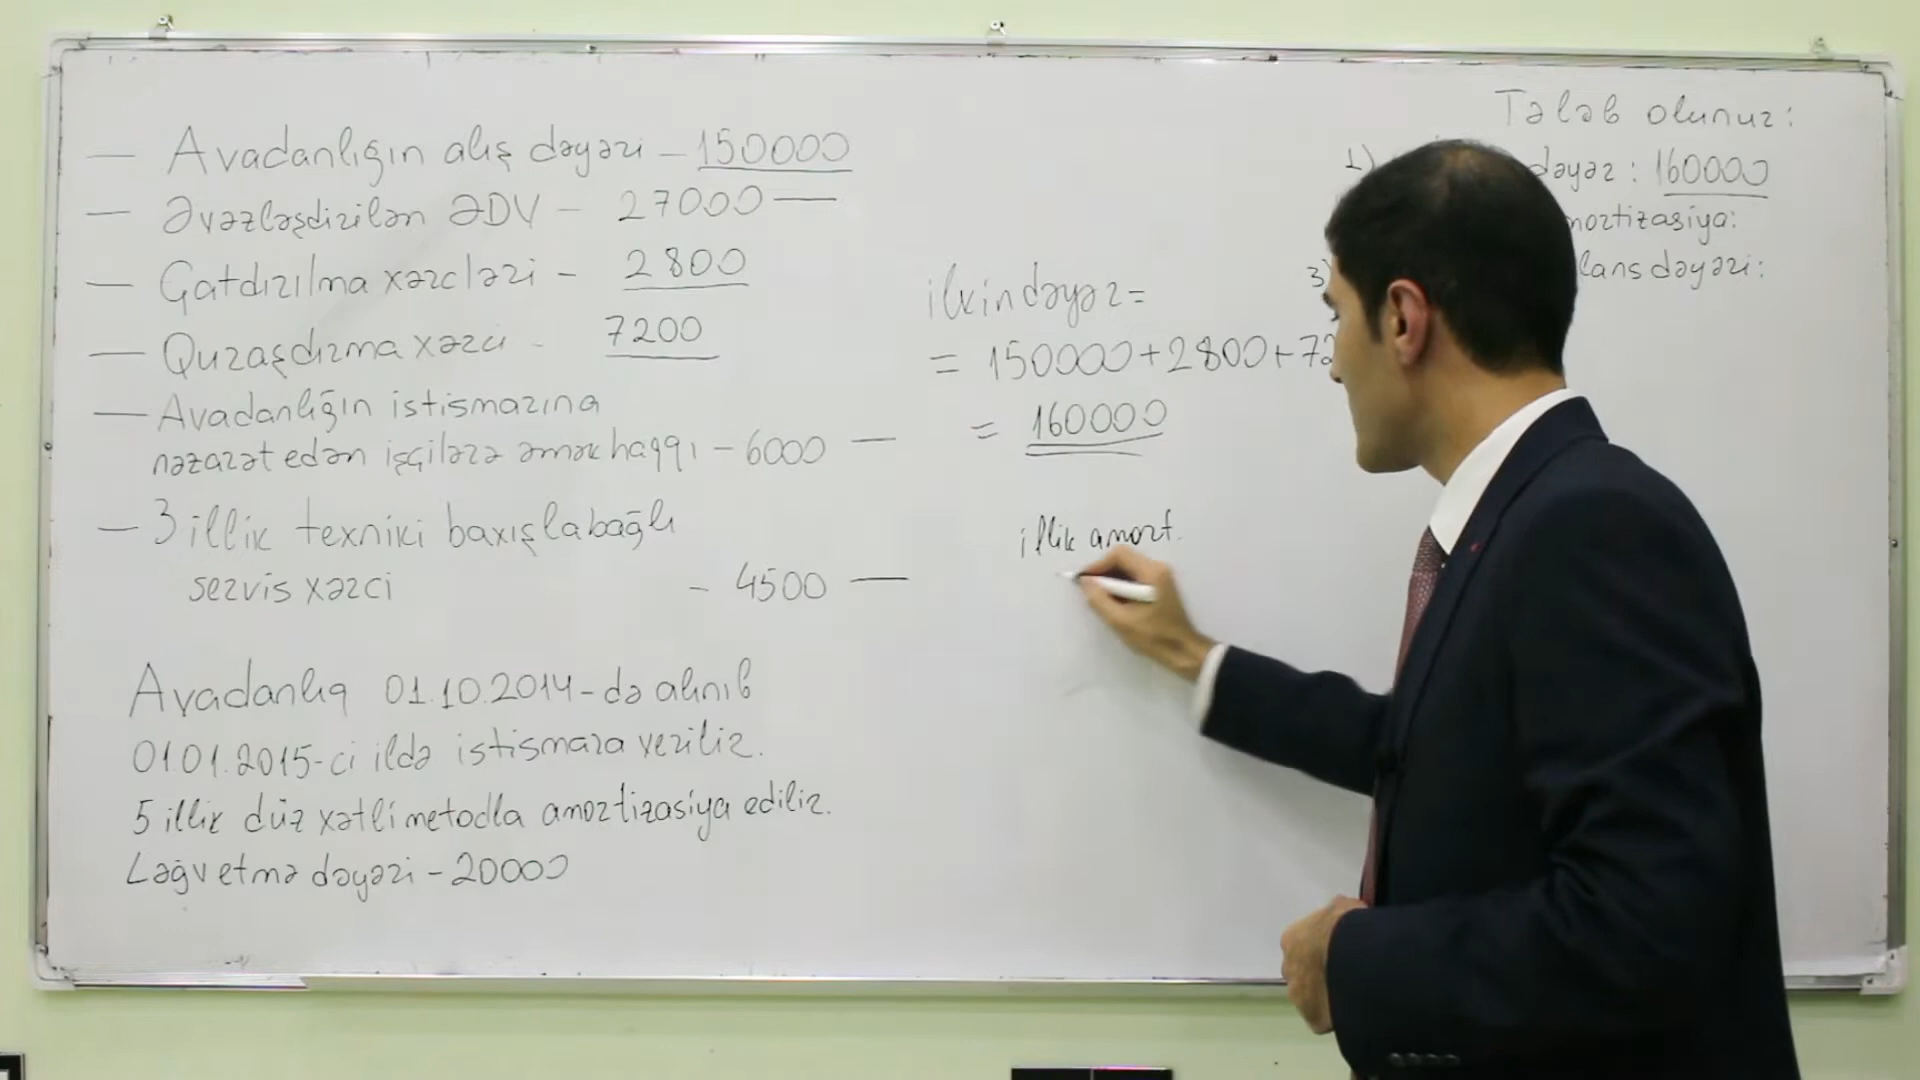 — Avadanlığın alış dəyəri – 150000
— Əvəzləşdirilən ƏDV – 27000 —
— Çatdırılma xərcləri – 2800
— Quraşdırma xərci – 7200
— Avadanlığın istismarına
nəzarət edən işçilərə əmək haqqı – 6000 —
— 3 illik texniki baxışla bağlı
servis xərci – 4500 —
Avadanlıq 01.10.2014-də alınıb
01.01.2015-ci ildə istismara verilir.
5 illik düz xətli metodla amortizasiya edilir.
Ləğvetmə dəyəri – 20000
ilkin dəyər =
= 150000 + 2800 + 72
= 160000
illik amort.
Tələb olunur:
1) dəyər : 160000
mortizasiya:
3) lans dəyəri: